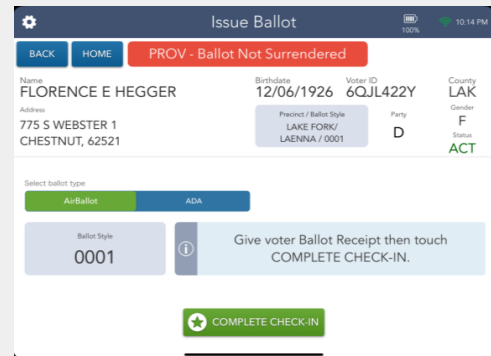 Issue Ballot
100%
10:14 PM
BACK
HOME
PROV - Ballot Not Surrendered
Name
FLORENCE E HEGGER
Birthdate
12/06/1926
Voter ID
6QJL422Y
County
LAK
Address
775 S WEBSTER 1
CHESTNUT, 62521
Precinct / Ballot Style
LAKE FORK/
LAENNA / 0001
Party
D
Gender
F
Status
ACT
Select ballot type
AirBallot
ADA
Ballot Style
0001
Give voter Ballot Receipt then touch
COMPLETE CHECK-IN.
COMPLETE CHECK-IN